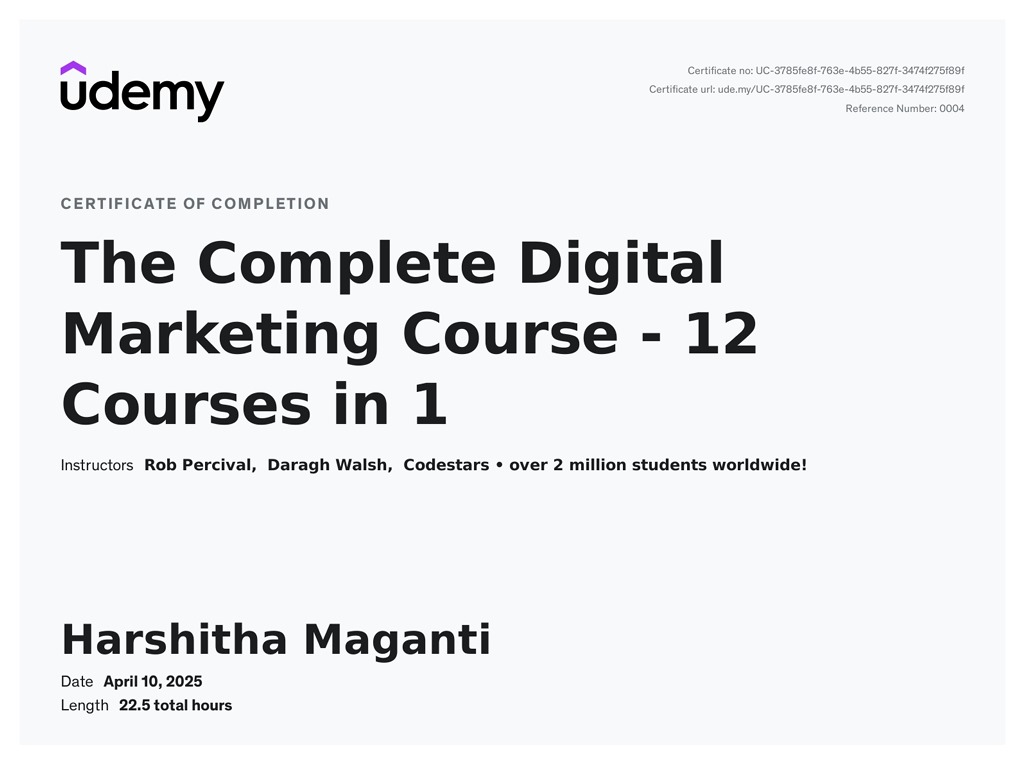 udemy
Certificate no: UC-3785fe8f-763e-4b55-827f-3474f275f89f
Certificate url: ude.my/UC-3785fe8f-763e-4b55-827f-3474f275f89f
Reference Number: 0004
CERTIFICATE OF COMPLETION
The Complete Digital
Marketing Course - 12
Courses in 1
Instructors Rob Percival, Daragh Walsh, Codestars • over 2 million students worldwide!
Harshitha Maganti
Date April 10, 2025
Length 22.5 total hours